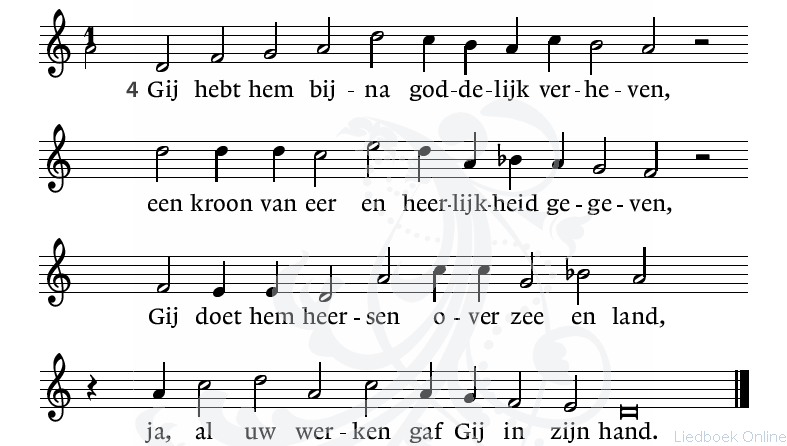 1
4 Gij hebt hem bij - na god-de-lijk ver-he-ven,
een kroon van eer en heer-lijk-heid ge-ge-ven,
Gij doet hem heer-sen o-ver zee en land,
ja, al uw wer-ken gaf Gij in zijn hand.
Liedboek Online